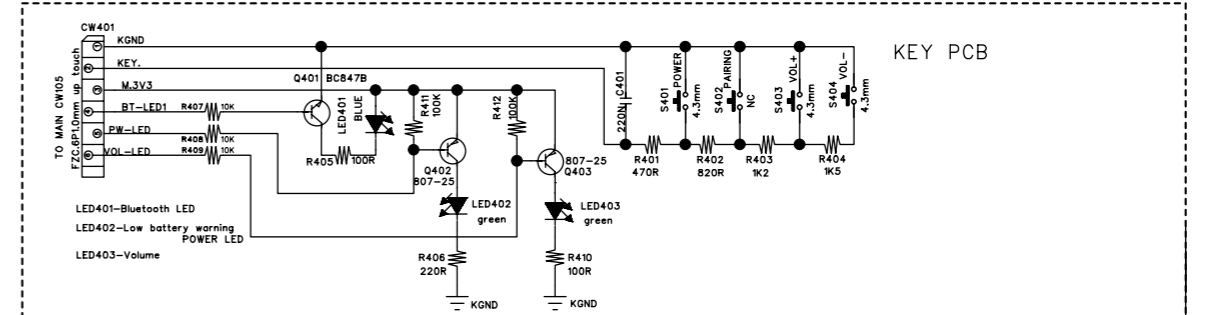 CW401
KGND
KEY.
M.3V3
BT-LED1
PW-LED
VOL-LED
touch
TO MAIN CW105
FZC.6P1.0mm
R407 10K
R408 10K
R409 10K
Q401 BC847B
LED401
BLUE
R405 100R
R411
100K
Q402
807-25
R412
100K
807-25
Q403
LED402
green
LED403
green
R406
220R
R410
100R
KGND
KGND
C401
220N
S401
POWER
4.3mm
S402
PAIRING
NC
S403
VOL+
4.3mm
S404
VOL-
4.3mm
R401
470R
R402
820R
R403
1K2
R404
1K5
KEY PCB
LED401-Bluetooth LED
LED402-Low battery warning
POWER LED
LED403-Volume